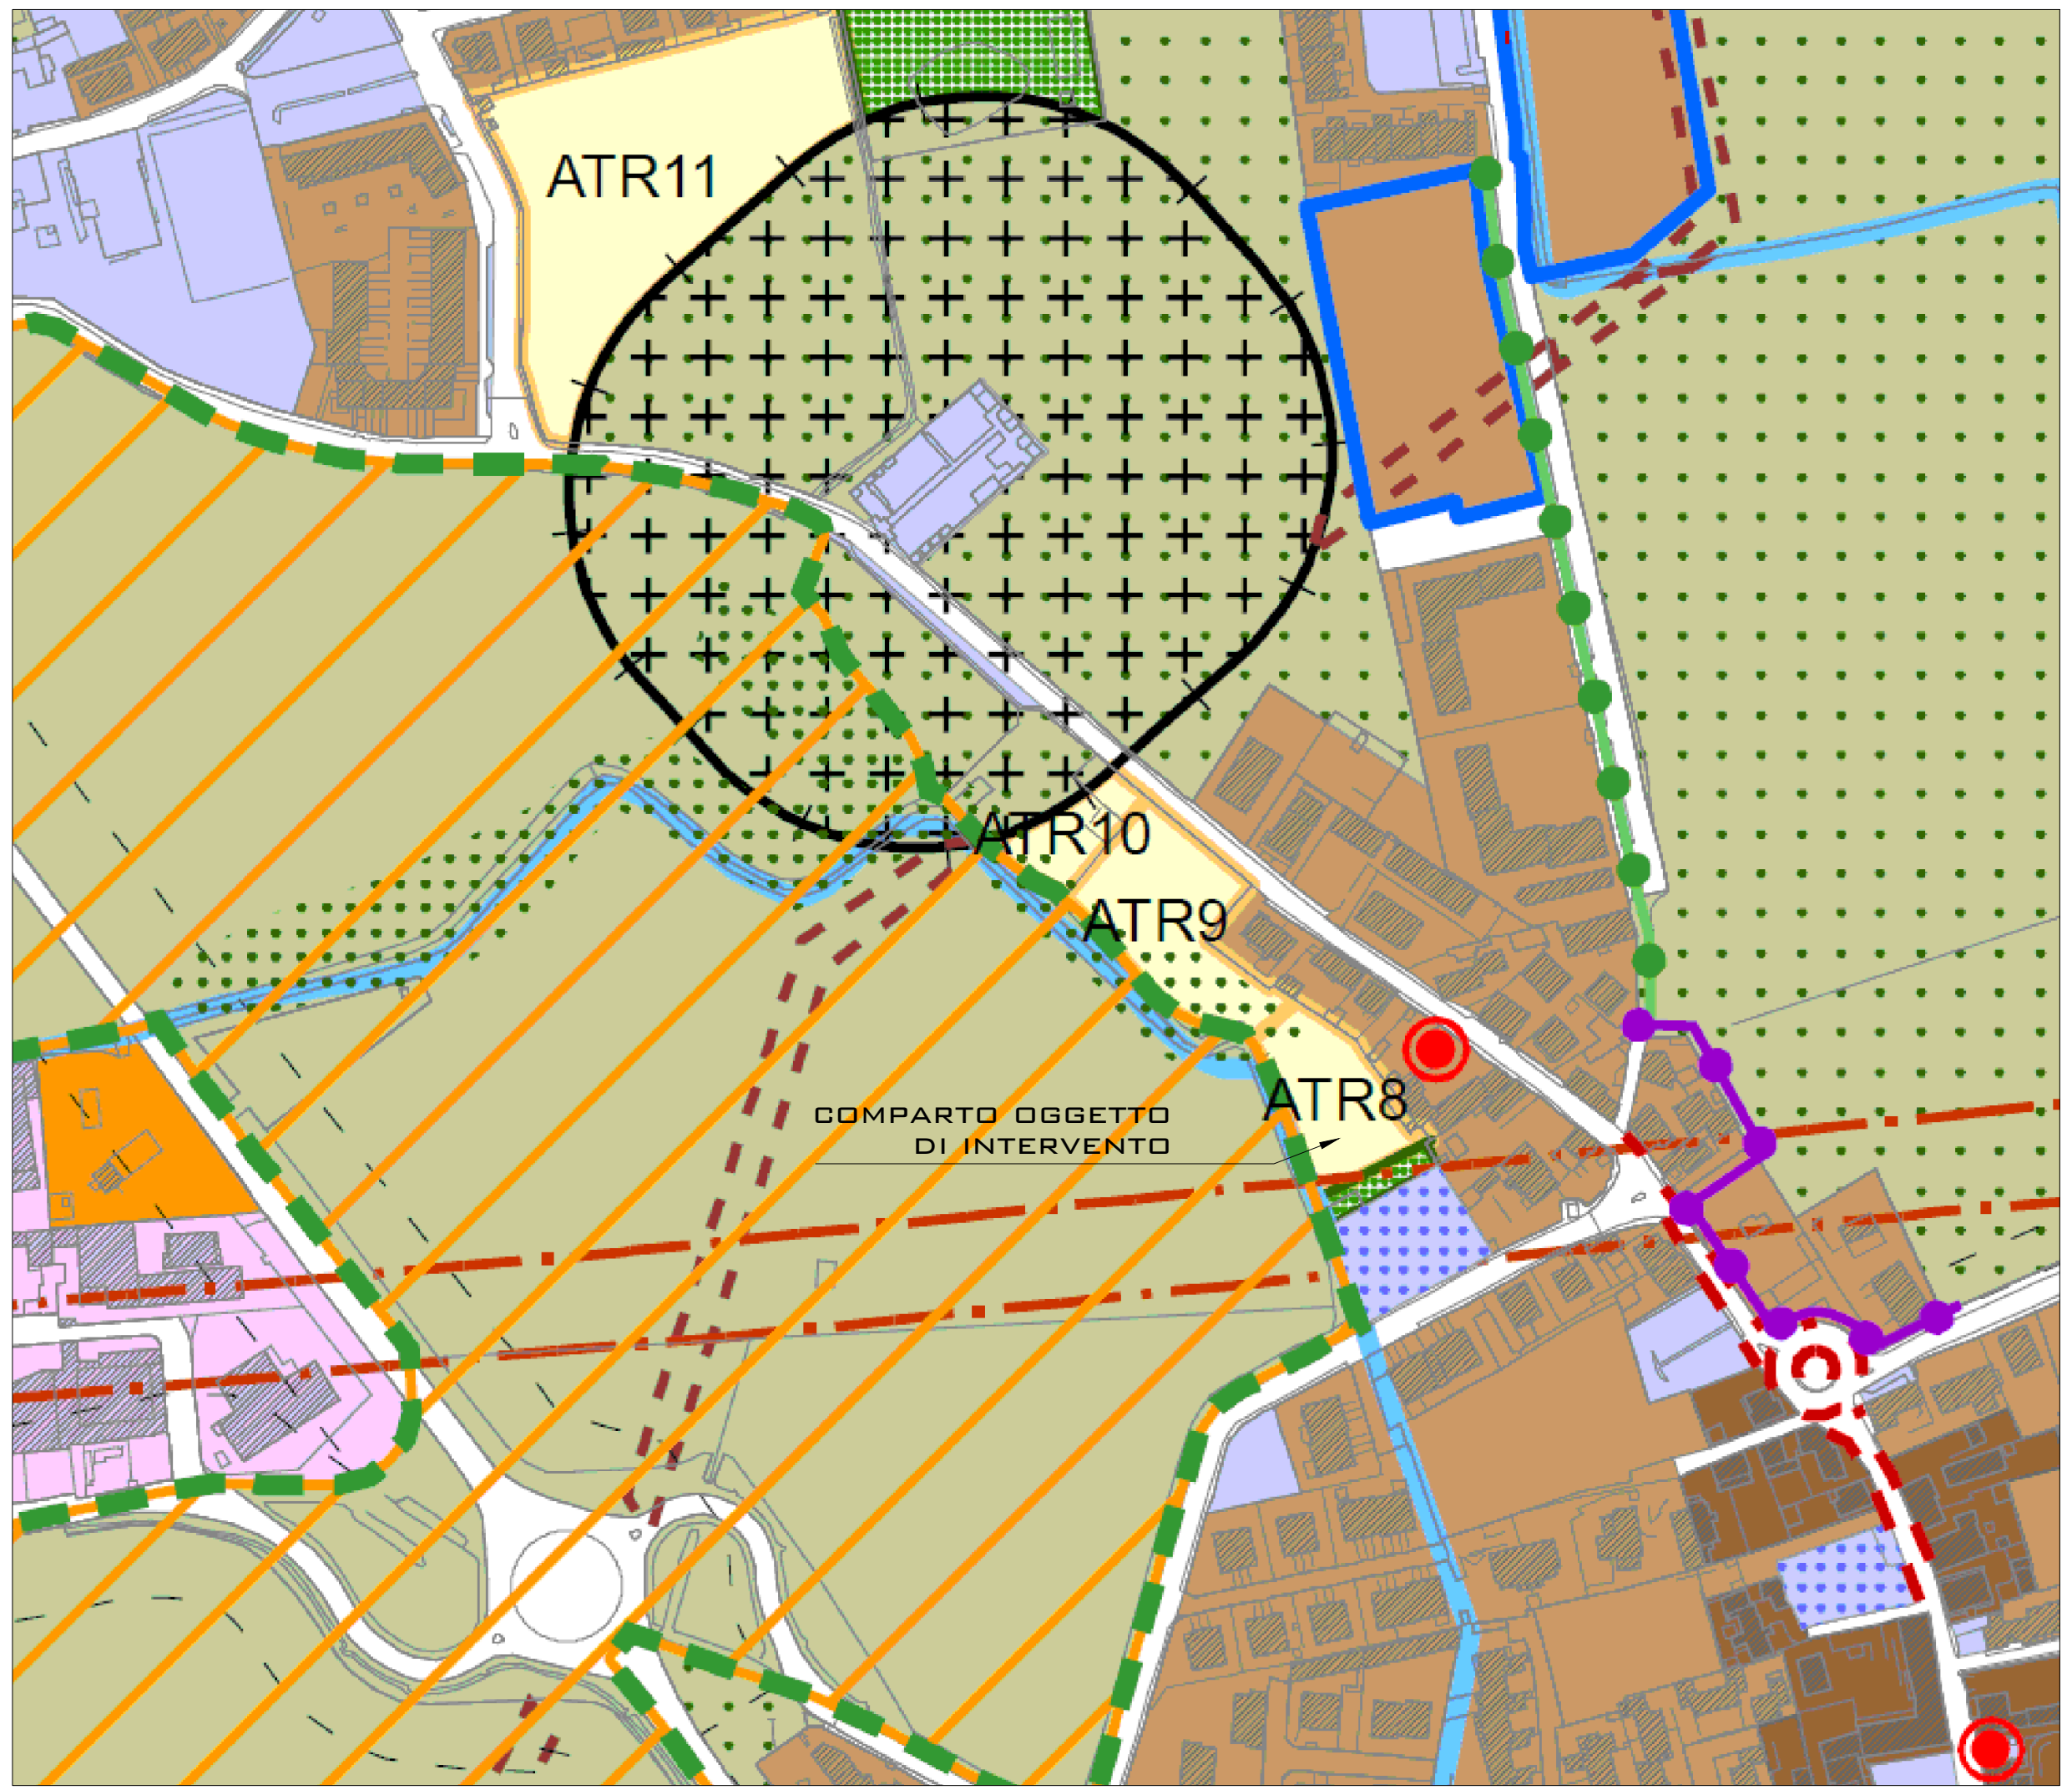 ATR11
ATR10
ATR9
ATR8
COMPARTO OGGETTO
DI INTERVENTO